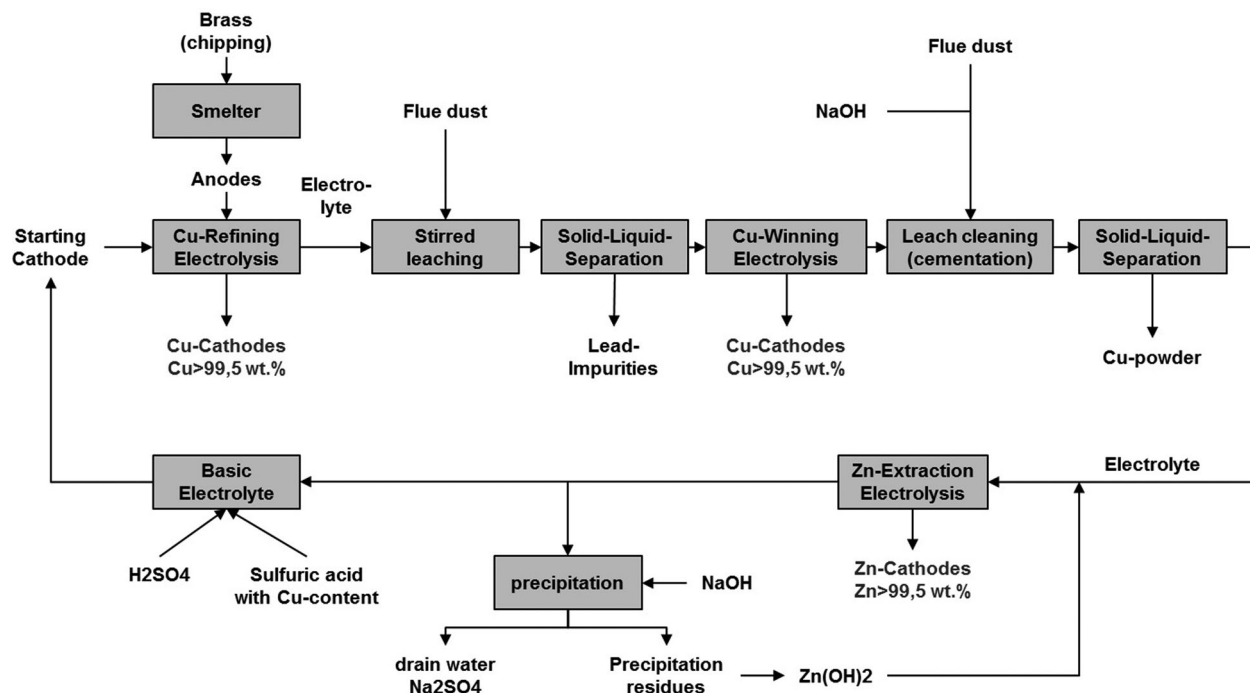 Brass
(chipping)
Smelter
Anodes
Flue dust
Flue dust
NaOH
Electro-
lyte
Starting
Cathode
Cu-Refining
Electrolysis
Stirred
leaching
Solid-Liquid-
Separation
Cu-Winning
Electrolysis
Leach cleaning
(cementation)
Solid-Liquid-
Separation
Cu-Cathodes
Cu>99,5 wt.%
Lead-
Impurities
Cu-Cathodes
Cu>99,5 wt.%
Cu-powder
Basic
Electrolyte
Zn-Extraction
Electrolysis
Electrolyte
H2SO4
Sulfuric acid
with Cu-content
precipitation
NaOH
Zn-Cathodes
Zn>99,5 wt.%
drain water
Na2SO4
Precipitation
residues
Zn(OH)2